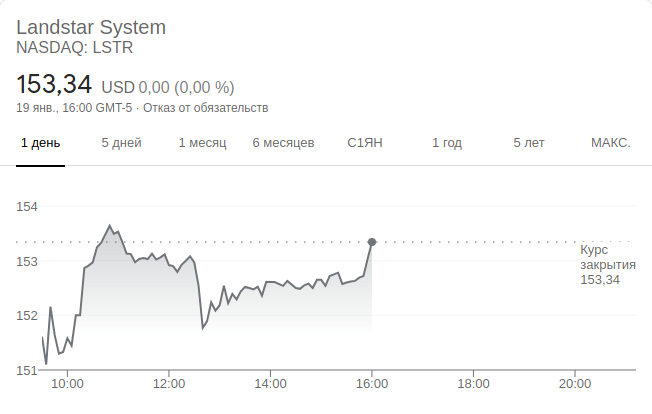 Landstar System
NASDAQ: LSTR
153,34 USD 0,00 (0,00 %)
19 янв., 16:00 GMT-5 · Отказ от обязательств
1 день 5 дней 1 месяц 6 месяцев С1ЯН 1 год 5 лет МАКС.
154
153
152
151
Курс
закрытия
153,34
10:00 12:00 14:00 16:00 18:00 20:00